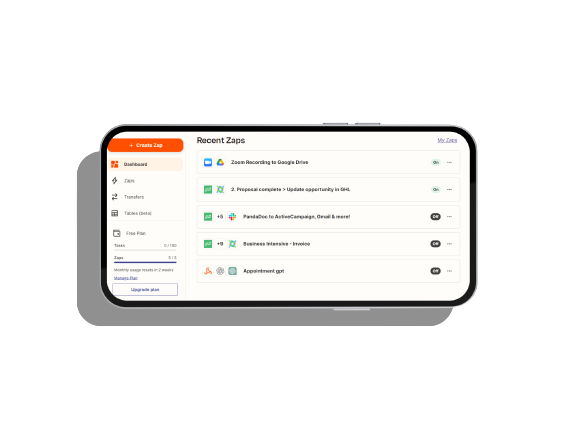 + Create Zap
Dashboard
Zaps
Transfers
Tables (beta)
Free Plan
Tasks 0 / 100
Zaps 5 / 5
Monthly usage resets in 2 weeks
Manage Plan
Upgrade plan
Recent Zaps My Zaps
Zoom Recording to Google Drive On
2. Proposal complete > Update opportunity in GHL On
+5 PandaDoc to ActiveCampaign, Gmail & more! Off
+9 Business Intensive - Invoice Off
Appointment gpt Off